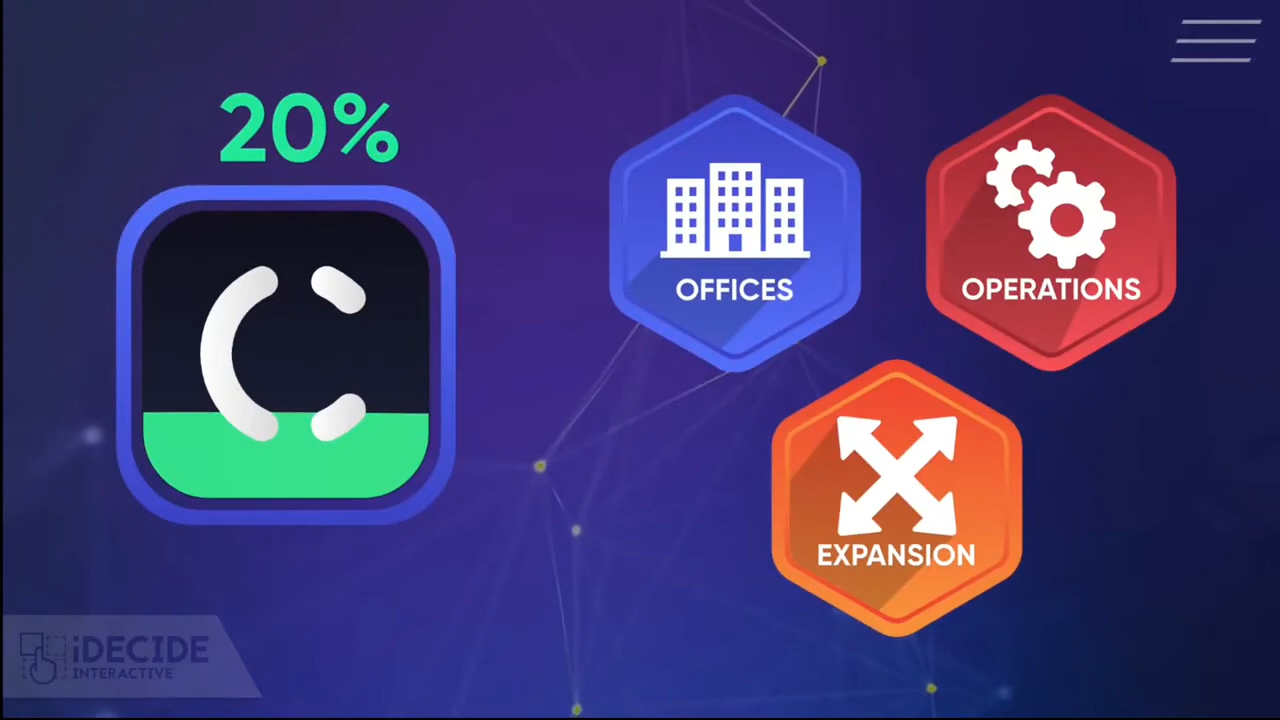 20%
OFFICES
OPERATIONS
EXPANSION
iDECIDE
INTERACTIVE